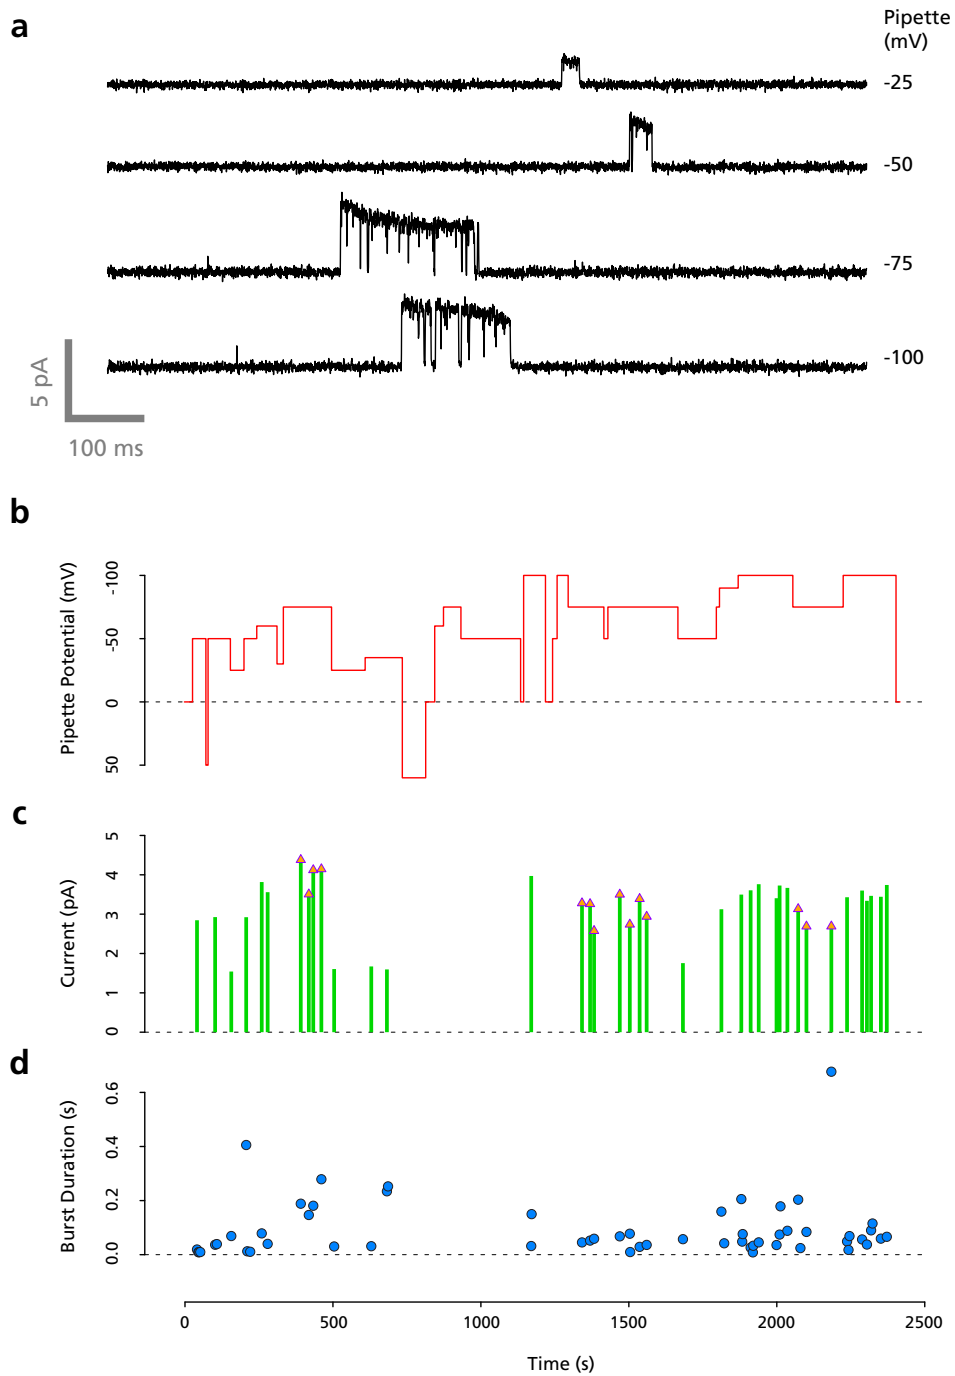 a
Pipette
(mV)
-25
-50
-75
-100
5 pA
100 ms
b
Pipette Potential (mV)
-100
-50
0
50
c
Current (pA)
5
4
3
2
1
0
d
Burst Duration (s)
0.6
0.4
0.2
0.0
0 500 1000 1500 2000 2500
Time (s)